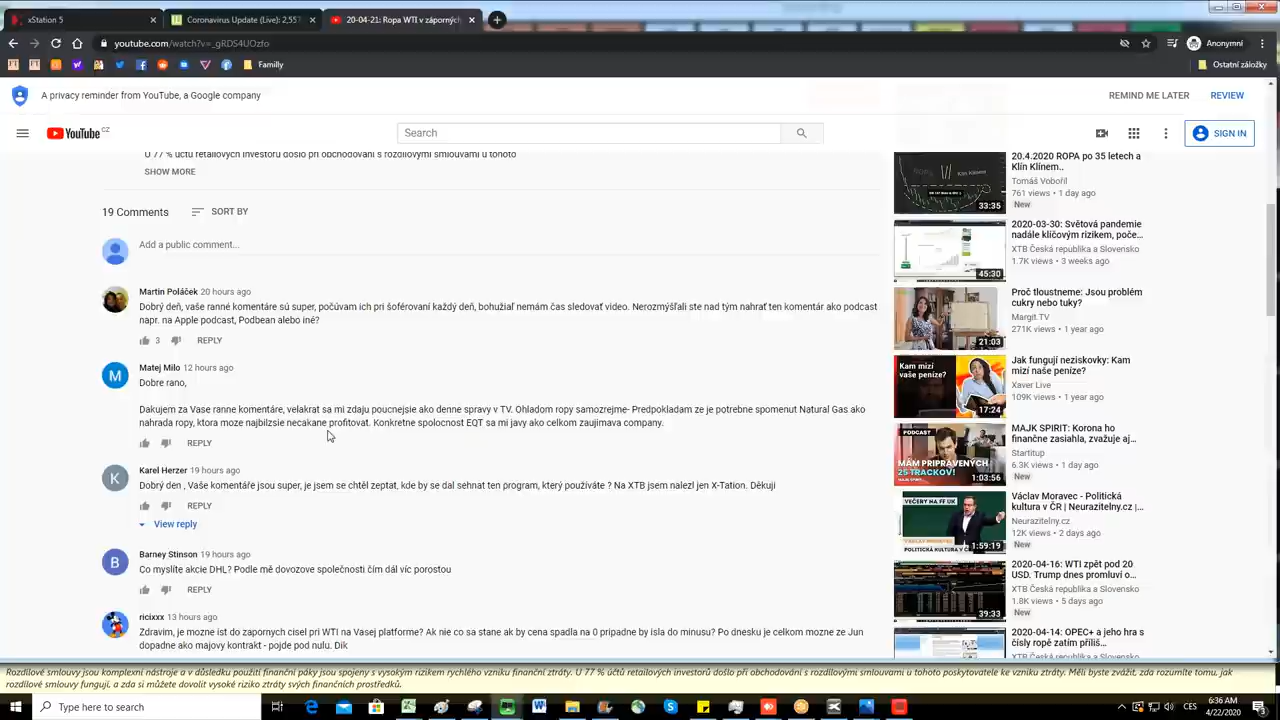 xStation
Coronavirus Update (Live): 2,55
20-04-21: Ropa WTI v záporných
youtube.com/watch?v=_gRDS4UOzfo
Anonymní
Familly
Ostatní záložky
A privacy reminder from YouTube, a Google company
REMIND ME LATER
REVIEW
YouTube CZ
Search
SIGN IN
U 77 % účtů retailových investorů došlo při obchodování s rozdílovými smlouvami u tohoto
SHOW MORE
19 Comments
SORT BY
Add a public comment...
Martin Poláček 20 hours ago
Dobrý deň, vaše ranné komentáre sú super, počúvam ich pri šoférovaní každý deň, bohužiaľ nemám čas sledovať video. Nerozmýšľali ste nad tým nahrať ten komentár ako podcast
napr. na Apple podcast, Podbean alebo iné?
3 REPLY
Matej Milo 12 hours ago
Dobre rano,
Dakujem za Vase ranne komentáre, velakrat sa mi zdaju poucnejsie ako denne spravy v TV. Ohladom ropy samozrejme- Predpokladam ze je potrebne spomenut Natural Gas ako
nahrada ropy, ktora moze najbilzsie necakane profitovat. Konkretne spolocnost EQT sa mi javy ako celkom zaujimava company.
REPLY
Karel Herzer 19 hours ago
Dobrý den , Vaše komentáře jsou super, je jsem se chtěl zeptat, kde by se dal sehnat ten program, který používáte ? Na XTB jsem nalezl jen X-Tation. Děkuji
REPLY
View reply
Barney Stinson 19 hours ago
Co myslíte akcie DHL? Podle mě dovozove společnosti čím dál víc porostou
REPLY
ricixxx 13 hours ago
Zdravim, je mozne ist do zapornych cisel pri WTI na Vasej platforme? Ak nie co sa stane ak by cena spadla na 0 pripadne by isla do minusu? Po dnesku je celkom mozne ze Jun
dopadne ako majovy kontrakt - pojde pod nulu. Dik
20.4.2020 ROPA po 35 letech a
Klín Klínem..
Tomáš Vobořil
761 views • 1 day ago
New
33:35
2020-03-30: Světová pandemie
nadále klíčovým rizikem, poče...
XTB Česká republika a Slovensko
1.7K views • 3 weeks ago
45:30
Proč tloustneme: Jsou problém
cukry nebo tuky?
Margit.TV
271K views • 1 year ago
21:03
Kam mizí
vaše peníze?
17:24
Jak fungují neziskovky: Kam
mizí naše peníze?
Xaver Live
109K views • 1 year ago
PODCAST
MÁM PRIPRAVENÝCH
25 TRACKOV!
1:03:56
MAJK SPIRIT: Korona ho
finančne zasiahla, zvažuje aj...
Startitup
6.3K views • 1 day ago
New
VEČERY NA FF UK
POLITICKÁ KULTURA V
1:59:19
Václav Moravec - Politická
kultura v ČR | Neurazitelny.cz |...
Neurazitelny.cz
12K views • 2 days ago
New
39:33
2020-04-16: WTI zpět pod 20
USD. Trump dnes promluví o...
XTB Česká republika a Slovensko
1.8K views • 5 days ago
New
2020-04-14: OPEC+ a jeho hra s
čísly ropě zatím příliš...
XTB Česká republika a Slovensko
Rozdílové smlouvy jsou komplexní nástroje a v důsledku použití finanční páky jsou spojeny s vysokým rizikem rychlého vzniku finanční ztráty. U 77 % účtů retailových investorů došlo při obchodování s rozdílovými smlouvami u tohoto poskytovatele ke vzniku ztráty. Měli byste zvážit, zda rozumíte tomu, jak
rozdílové smlouvy fungují, a zda si můžete dovolit vysoké riziko ztráty svých finančních prostředků.
Type here to search
CES
6:36 AM
4/22/2020